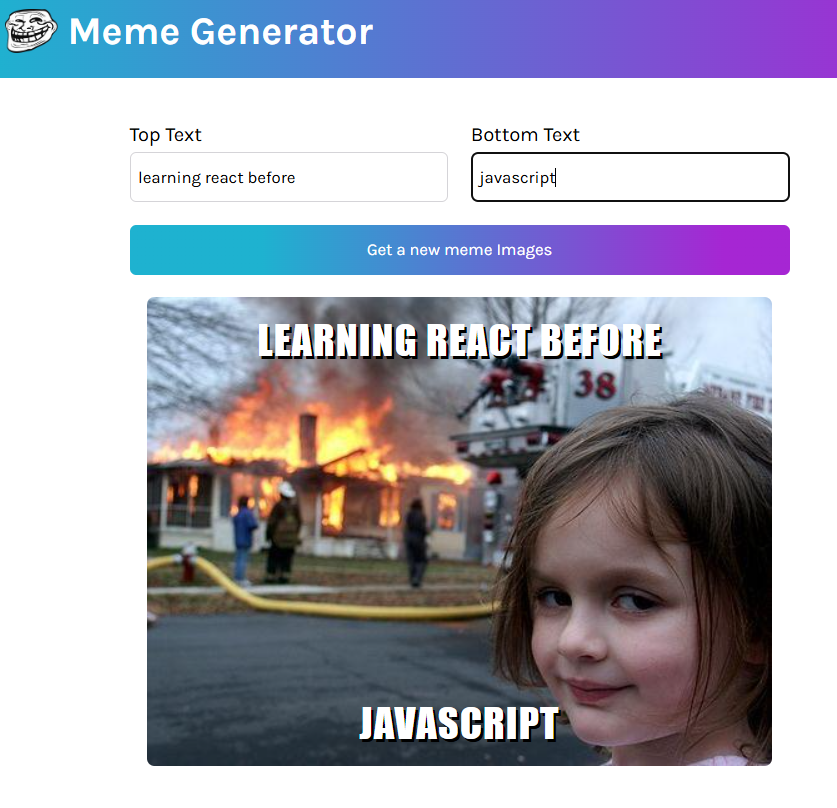 Meme Generator
Top Text
Bottom Text
learning react before
javascript
Get a new meme Images
LEARNING REACT BEFORE
38
JAVASCRIPT